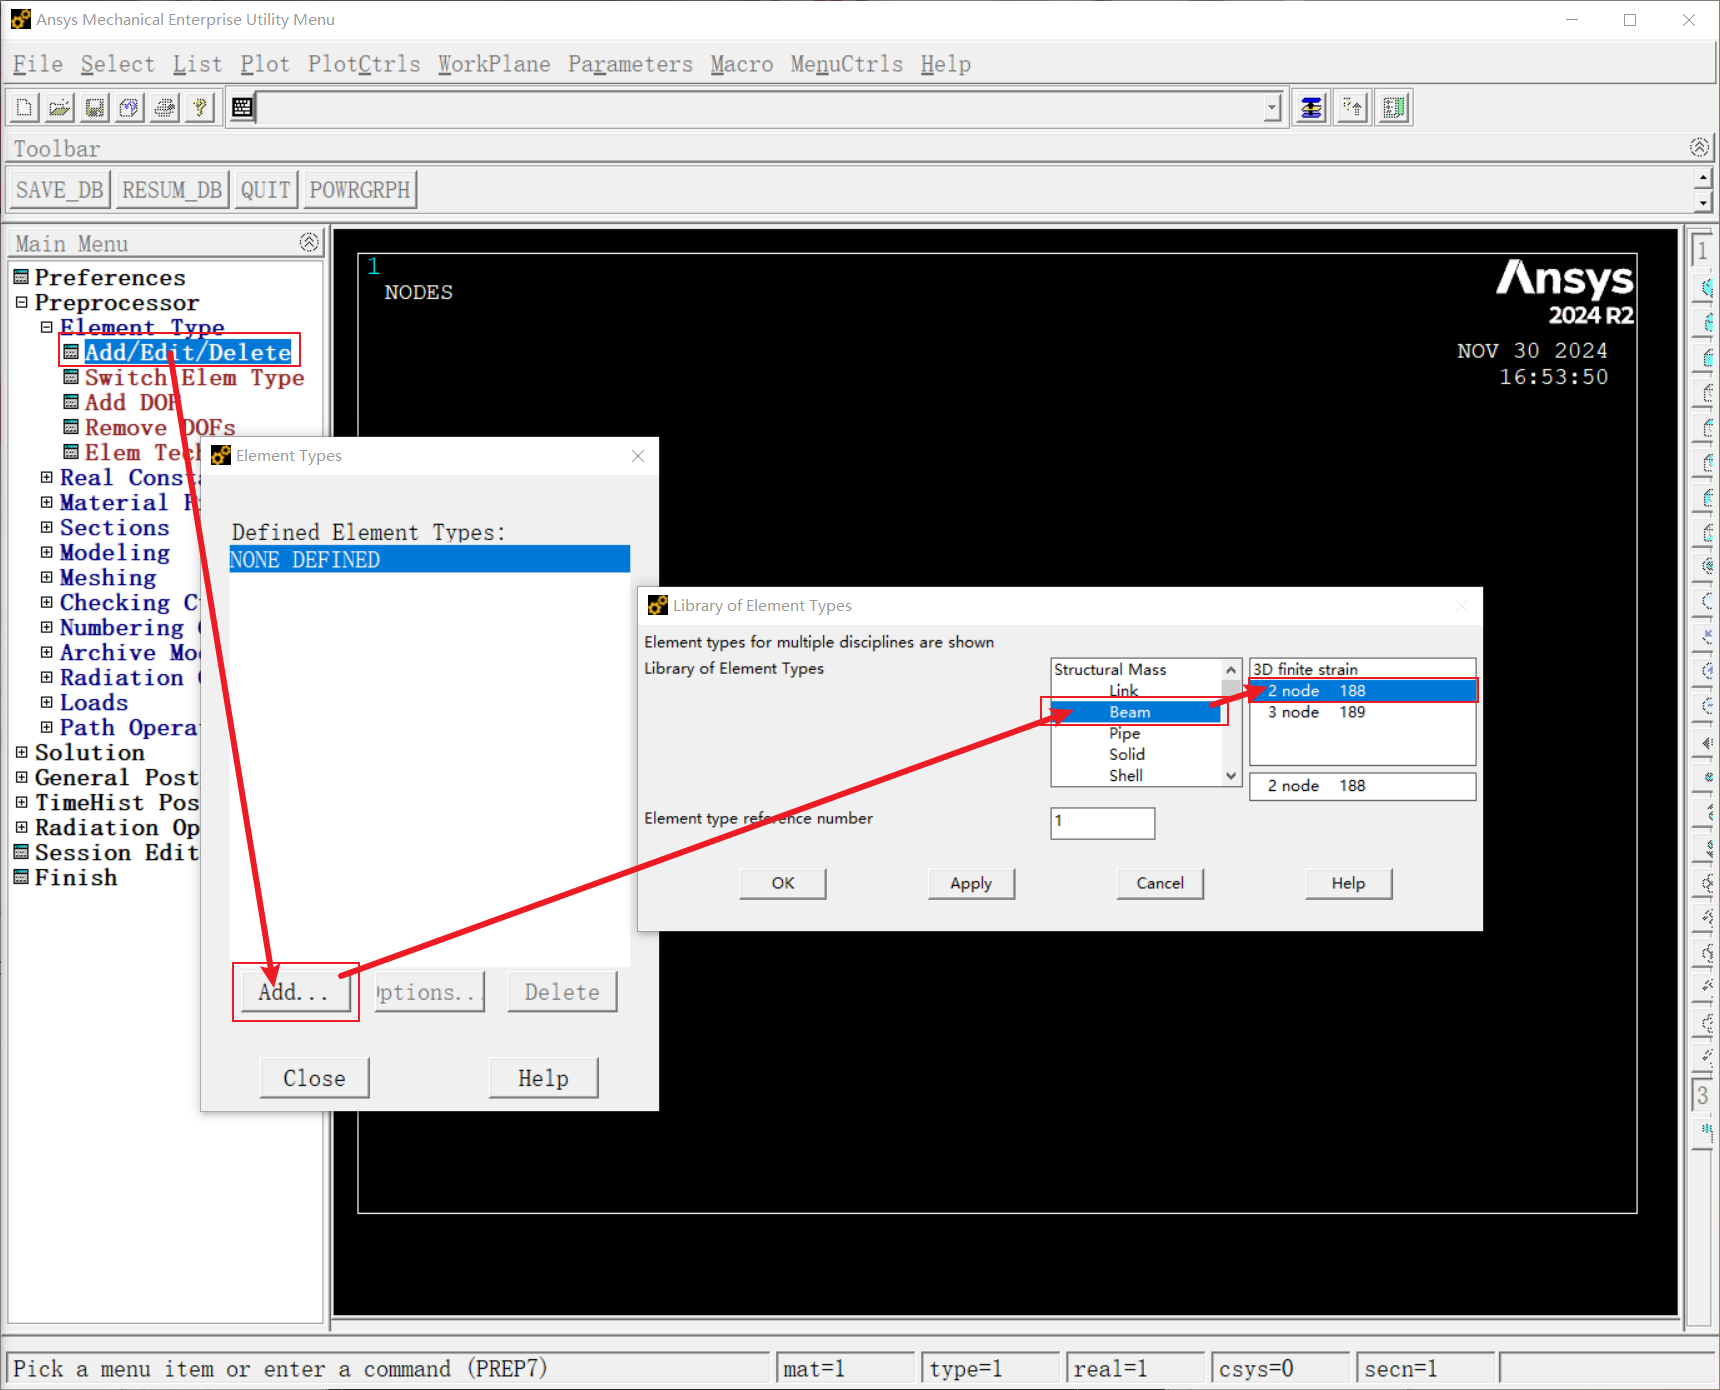 Ansys Mechanical Enterprise Utility Menu
File Select List Plot PlotCtrls WorkPlane Parameters Macro MenuCtrls Help
Toolbar
SAVE_DB RESUM_DB QUIT POWRGRPH
Main Menu
Preferences
Preprocessor
Element Type
Add/Edit/Delete
Switch Elem Type
Add DOF
Remove DOFs
Elem Tech
Real Consta
Material P
Sections
Modeling
Meshing
Checking C
Numbering
Archive Mo
Radiation
Loads
Path Opera
Solution
General Post
TimeHist Pos
Radiation Op
Session Edit
Finish
1
NODES
Ansys
2024 R2
NOV 30 2024
16:53:50
Element Types
Defined Element Types:
NONE DEFINED
Add... ptions.. Delete
Close Help
Library of Element Types
Element types for multiple disciplines are shown
Library of Element Types
Structural Mass
Link
Beam
Pipe
Solid
Shell
3D finite strain
2 node 188
3 node 189
2 node 188
Element type reference number
1
OK Apply Cancel Help
1
3
Pick a menu item or enter a command (PREP7)
mat=1 type=1 real=1 csys=0 secn=1